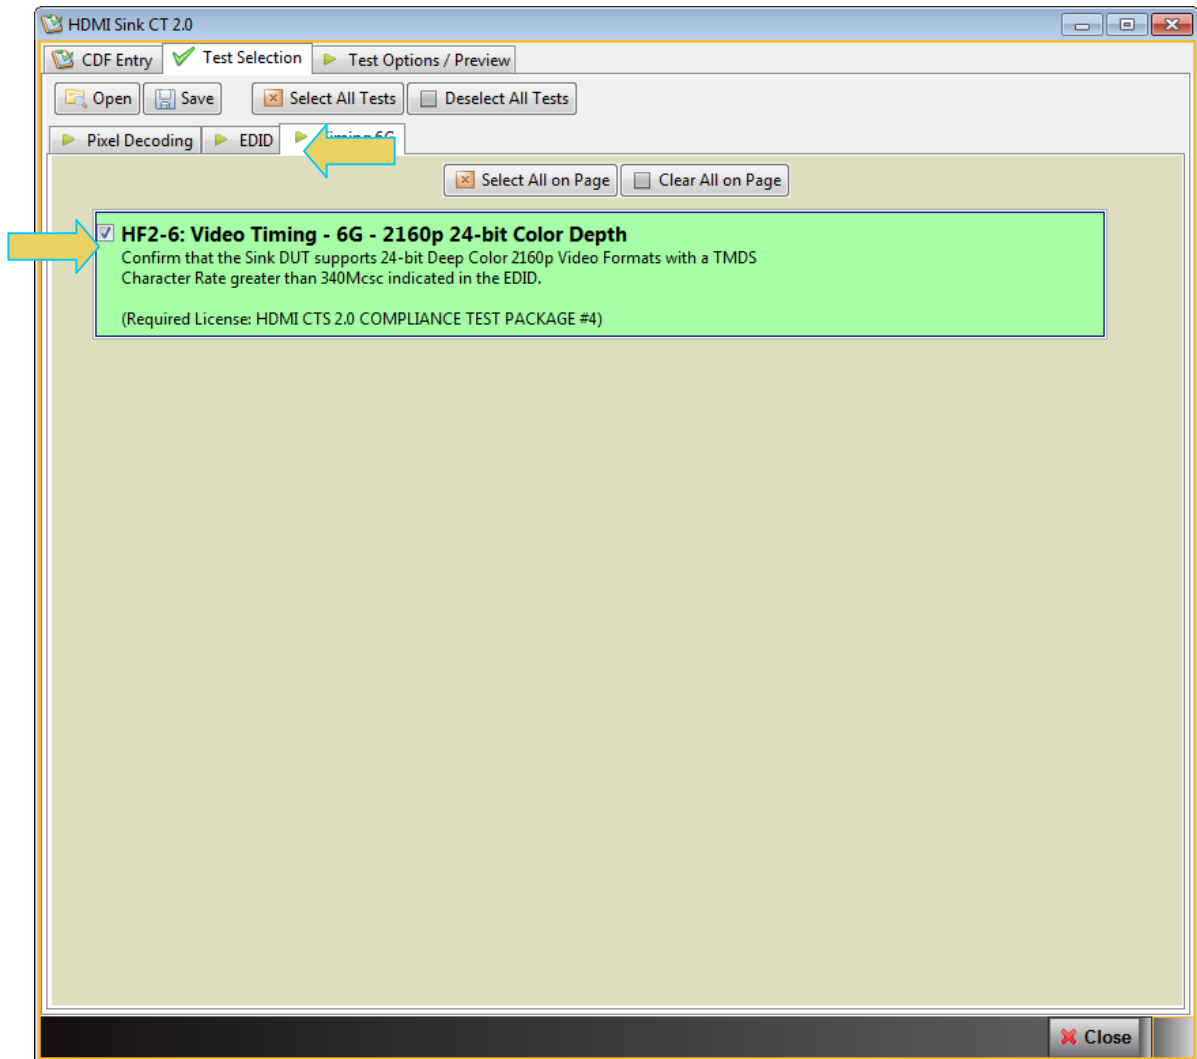 HDMI Sink CT 2.0
CDF Entry Test Selection Test Options / Preview
Open Save Select All Tests Deselect All Tests
Pixel Decoding EDID Timing 6G
Select All on Page Clear All on Page
HF2-6: Video Timing - 6G - 2160p 24-bit Color Depth
Confirm that the Sink DUT supports 24-bit Deep Color 2160p Video Formats with a TMDS
Character Rate greater than 340Mcsc indicated in the EDID.
(Required License: HDMI CTS 2.0 COMPLIANCE TEST PACKAGE #4)
Close